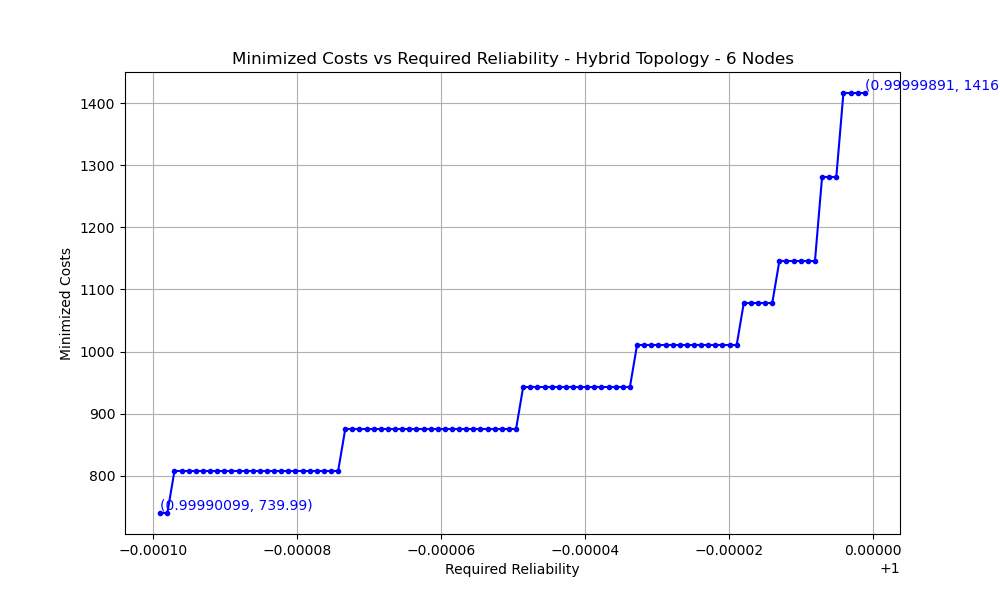 Minimized Costs vs Required Reliability - Hybrid Topology - 6 Nodes
(0.99999891, 1416
1400
1300
1200
1100
1000
900
800
Minimized Costs
(0.99990099, 739.99)
−0.00010 −0.00008 −0.00006 −0.00004 −0.00002 0.00000
+1
Required Reliability